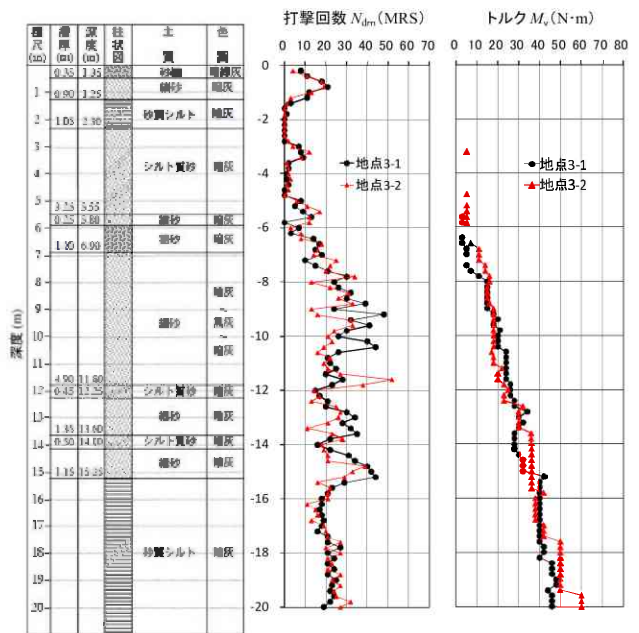 打撃回数 Ndm(MRS)
トルク Mv(N·m)
標尺(m) 層厚(m) 深度(m) 柱状図 土質 色調
0 10 20 30 40 50 60
0 20 40 60 80
0.35 0.35 砂礫
1 0.90 1.25 細砂 暗灰
2 1.05 2.30 砂質シルト 暗灰
3
4 シルト質砂 暗灰
5 3.25 5.55
0.25 5.80 細砂 暗灰
6
1.10 6.90 細砂 暗灰
7
8
暗灰
9 ~
細砂 黒灰
10 ~
暗灰
11
4.90 11.80
12 0.45 12.25 シルト質砂 暗灰
13 細砂 暗灰
1.35 13.60
14 0.50 14.00 シルト質砂 暗灰
細砂 暗灰
15 1.15 15.25
16
17
18 砂質シルト 暗灰
19
20
深度 (m)
0
-2
-4
-6
-8
-10
-12
-14
-16
-18
-20
地点3-1
地点3-2
地点3-1
地点3-2